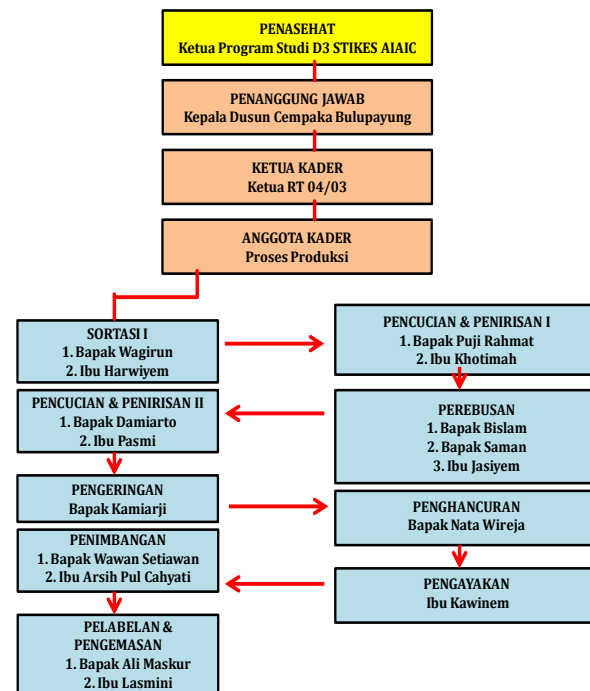 PENASEHAT
Ketua Program Studi D3 STIKES AIAIC
PENANGGUNG JAWAB
Kepala Dusun Cempaka Bulupayung
KETUA KADER
Ketua RT 04/03
ANGGOTA KADER
Proses Produksi
SORTASI I
1. Bapak Wagirun
2. Ibu Harwiyem
PENCUCIAN & PENIRISAN I
1. Bapak Puji Rahmat
2. Ibu Khotimah
PENCUCIAN & PENIRISAN II
1. Bapak Damiarto
2. Ibu Pasmi
PEREBUSAN
1. Bapak Bislam
2. Bapak Saman
3. Ibu Jasiyem
PENGERINGAN
Bapak Kamiarji
PENGHANCURAN
Bapak Nata Wireja
PENIMBANGAN
1. Bapak Wawan Setiawan
2. Ibu Arsih Pul Cahyati
PENGAYAKAN
Ibu Kawinem
PELABELAN &
PENGEMASAN
1. Bapak Ali Maskur
2. Ibu Lasmini